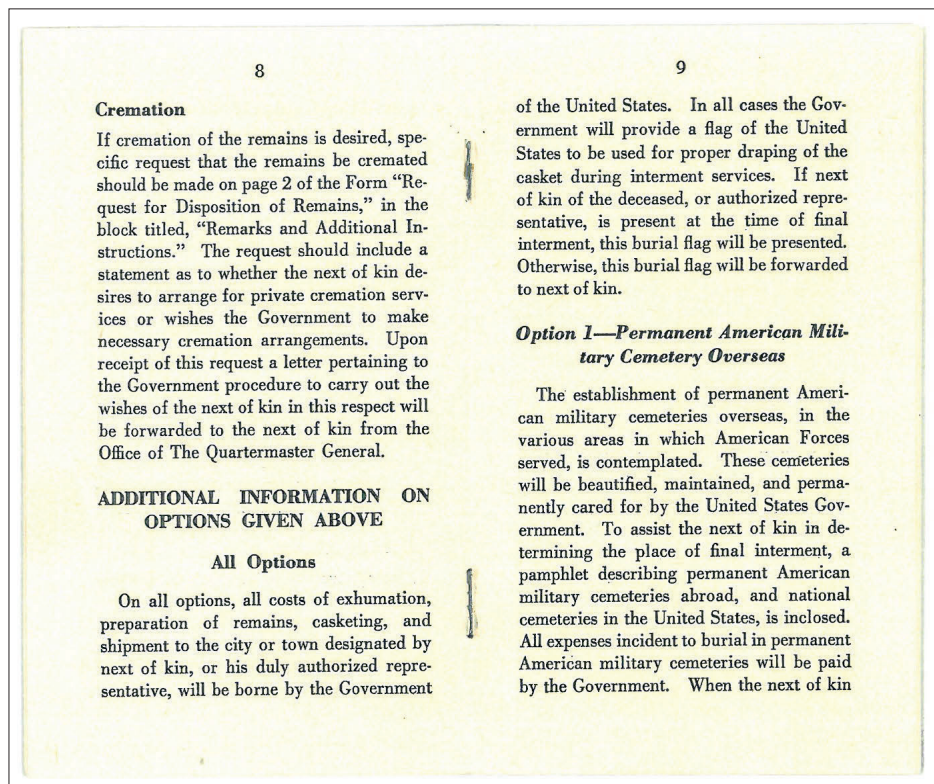 8
Cremation
If cremation of the remains is desired, spe-
cific request that the remains be cremated
should be made on page 2 of the Form “Re-
quest for Disposition of Remains,” in the
block titled, “Remarks and Additional In-
structions.” The request should include a
statement as to whether the next of kin de-
sires to arrange for private cremation serv-
ices or wishes the Government to make
necessary cremation arrangements. Upon
receipt of this request a letter pertaining to
the Government procedure to carry out the
wishes of the next of kin in this respect will
be forwarded to the next of kin from the
Office of The Quartermaster General.
ADDITIONAL INFORMATION ON
OPTIONS GIVEN ABOVE
All Options
On all options, all costs of exhumation,
preparation of remains, casketing, and
shipment to the city or town designated by
next of kin, or his duly authorized repre-
sentative, will be borne by the Government
9
of the United States. In all cases the Gov-
ernment will provide a flag of the United
States to be used for proper draping of the
casket during interment services. If next
of kin of the deceased, or authorized repre-
sentative, is present at the time of final
interment, this burial flag will be presented.
Otherwise, this burial flag will be forwarded
to next of kin.
Option 1—Permanent American Mili-
tary Cemetery Overseas
The establishment of permanent Ameri-
can military cemeteries overseas, in the
various areas in which American Forces
served, is contemplated. These cemeteries
will be beautified, maintained, and perma-
nently cared for by the United States Gov-
ernment. To assist the next of kin in de-
termining the place of final interment, a
pamphlet describing permanent American
military cemeteries abroad, and national
cemeteries in the United States, is inclosed.
All expenses incident to burial in permanent
American military cemeteries will be paid
by the Government. When the next of kin